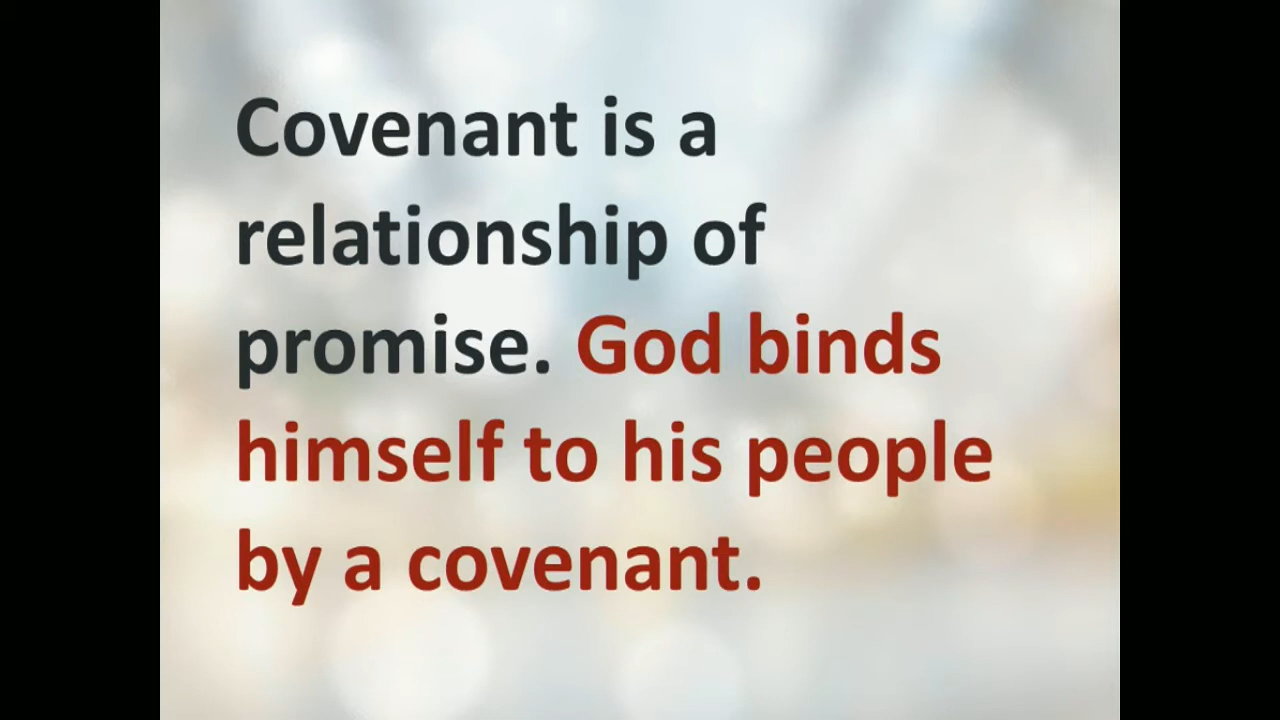 Covenant is a
relationship of
promise. God binds
himself to his people
by a covenant.